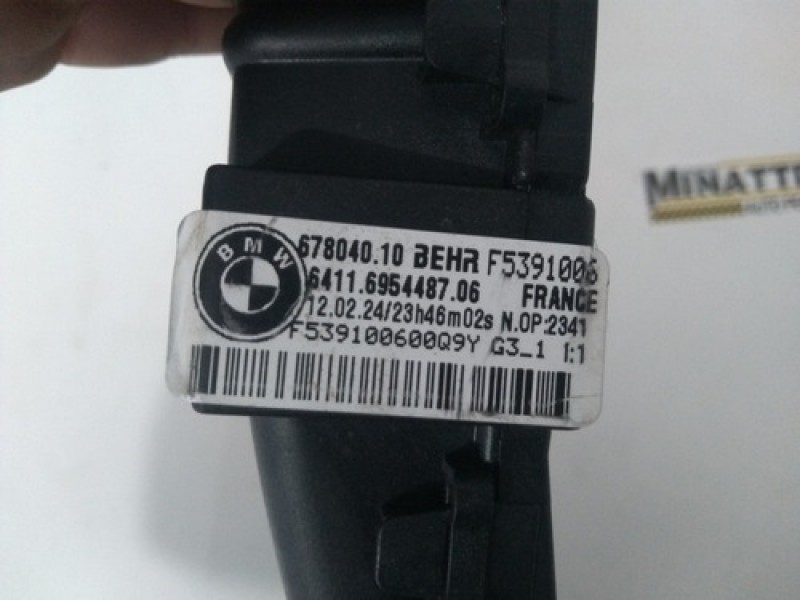 BMW
678040.10 BEHR F5391006
6411.6954487.06 FRANCE
12.02.24/23h46m02s N.OP:2341
F539100600Q9Y G3_1 1:1